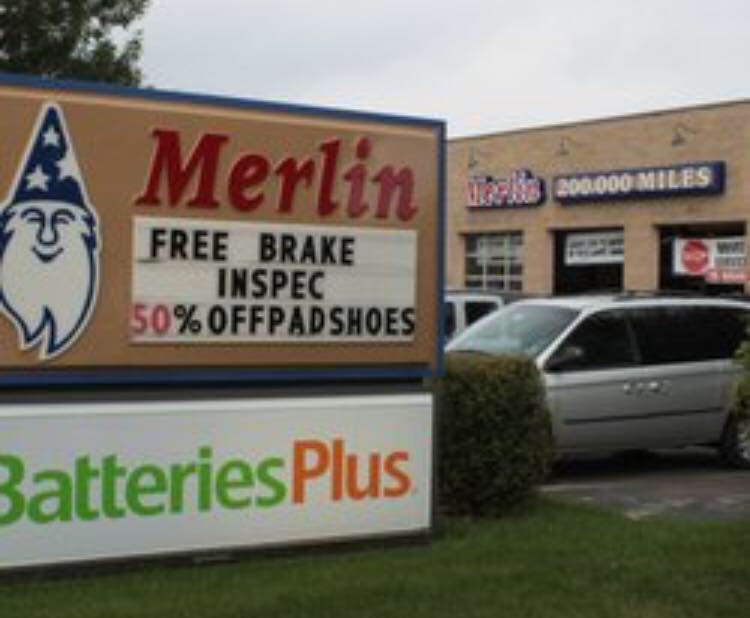 Merlin
FREE BRAKE
INSPEC
50%OFFPADSHOES
BatteriesPlus
Merlin
200,000 MILES